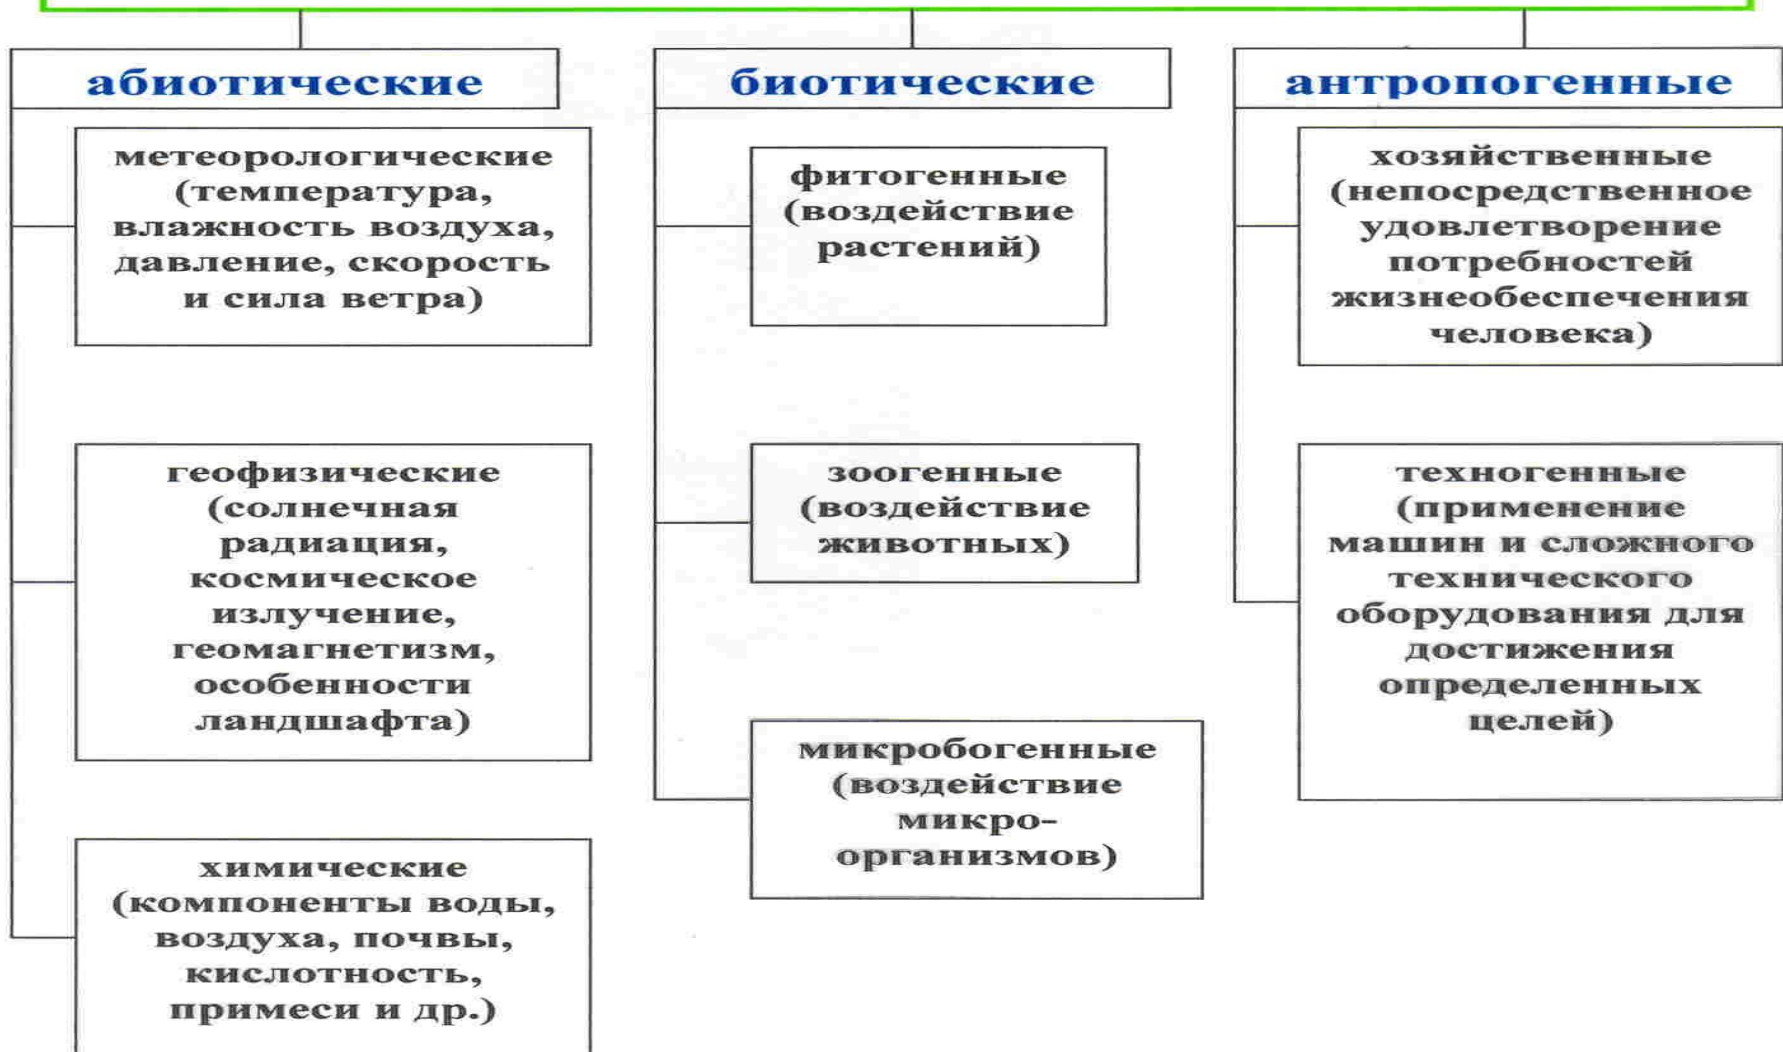 абиотические
метеорологические
(температура,
влажность воздуха,
давление, скорость
и сила ветра)
геофизические
(солнечная
радиация,
космическое
излучение,
геомагнетизм,
особенности
ландшафта)
химические
(компоненты воды,
воздуха, почвы,
кислотность,
примеси и др.)
биотические
фитогенные
(воздействие
растений)
зоогенные
(воздействие
животных)
микробогенные
(воздействие
микро-
организмов)
антропогенные
хозяйственные
(непосредственное
удовлетворение
потребностей
жизнеобеспечения
человека)
техногенные
(применение
машин и сложного
технического
оборудования для
достижения
определенных
целей)